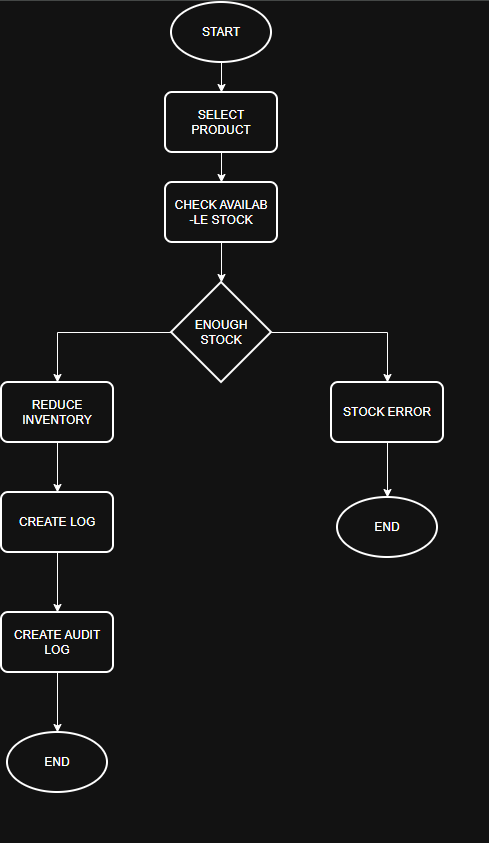 START
SELECT
PRODUCT
CHECK AVAILAB
-LE STOCK
ENOUGH
STOCK
REDUCE
INVENTORY
STOCK ERROR
CREATE LOG
END
CREATE AUDIT
LOG
END